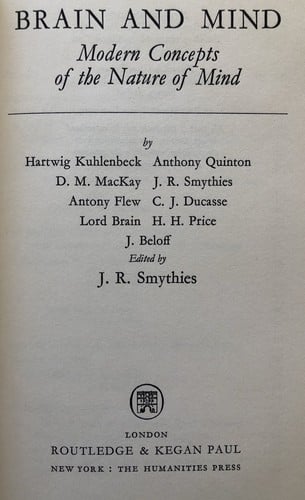 BRAIN AND MIND
Modern Concepts
of the Nature of Mind
by
Hartwig Kuhlenbeck Anthony Quinton
D. M. MacKay J. R. Smythies
Antony Flew C. J. Ducasse
Lord Brain H. H. Price
J. Beloff
Edited by
J. R. Smythies
LONDON
ROUTLEDGE & KEGAN PAUL
NEW YORK : THE HUMANITIES PRESS